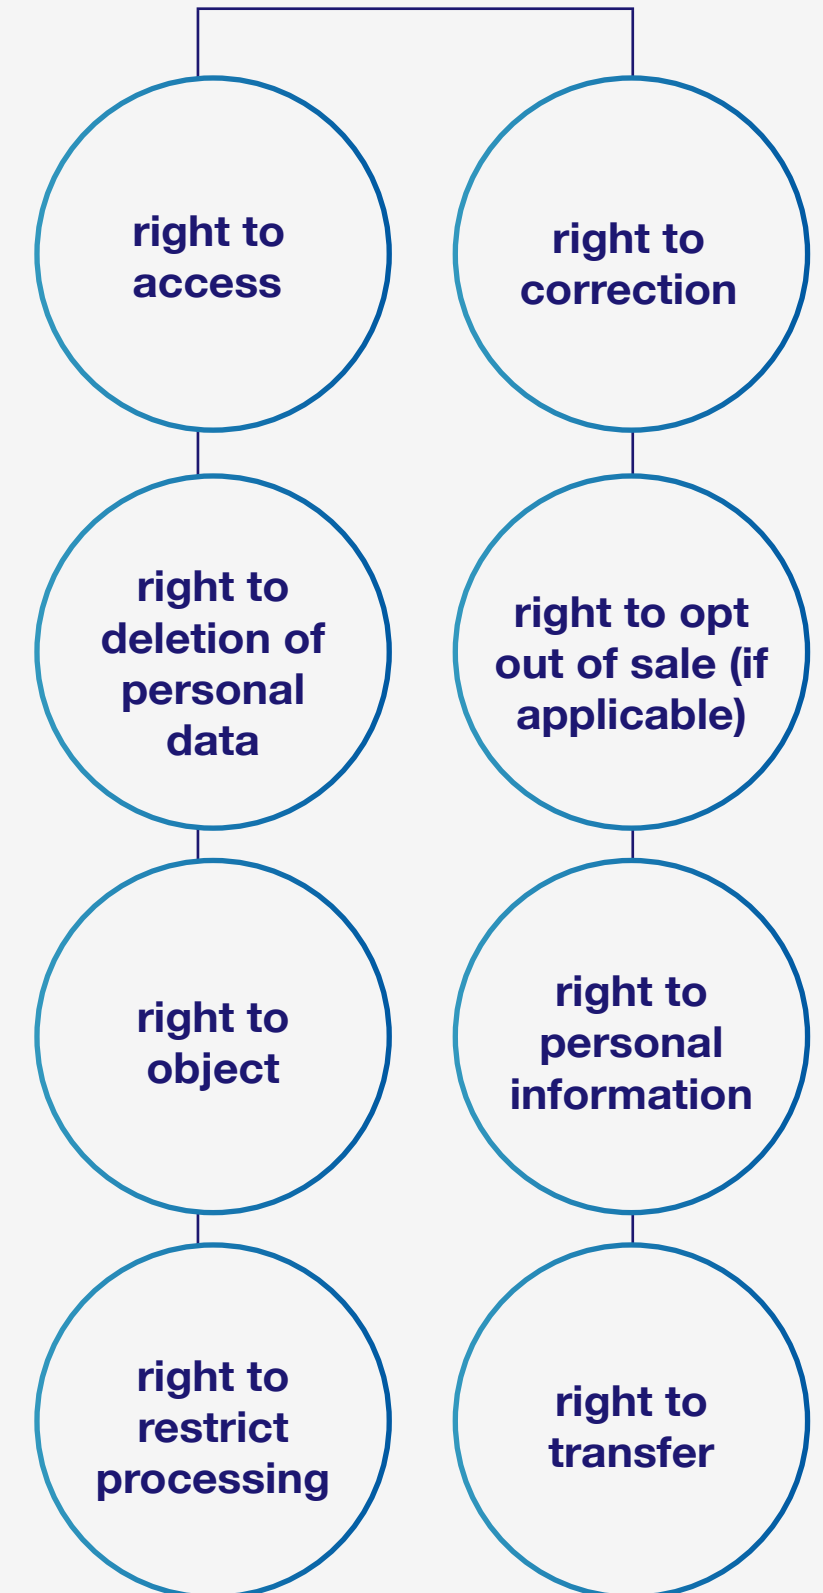 right to
access
right to
correction
right to
deletion of
personal
data
right to opt
out of sale (if
applicable)
right to
object
right to
personal
information
right to
restrict
processing
right to
transfer